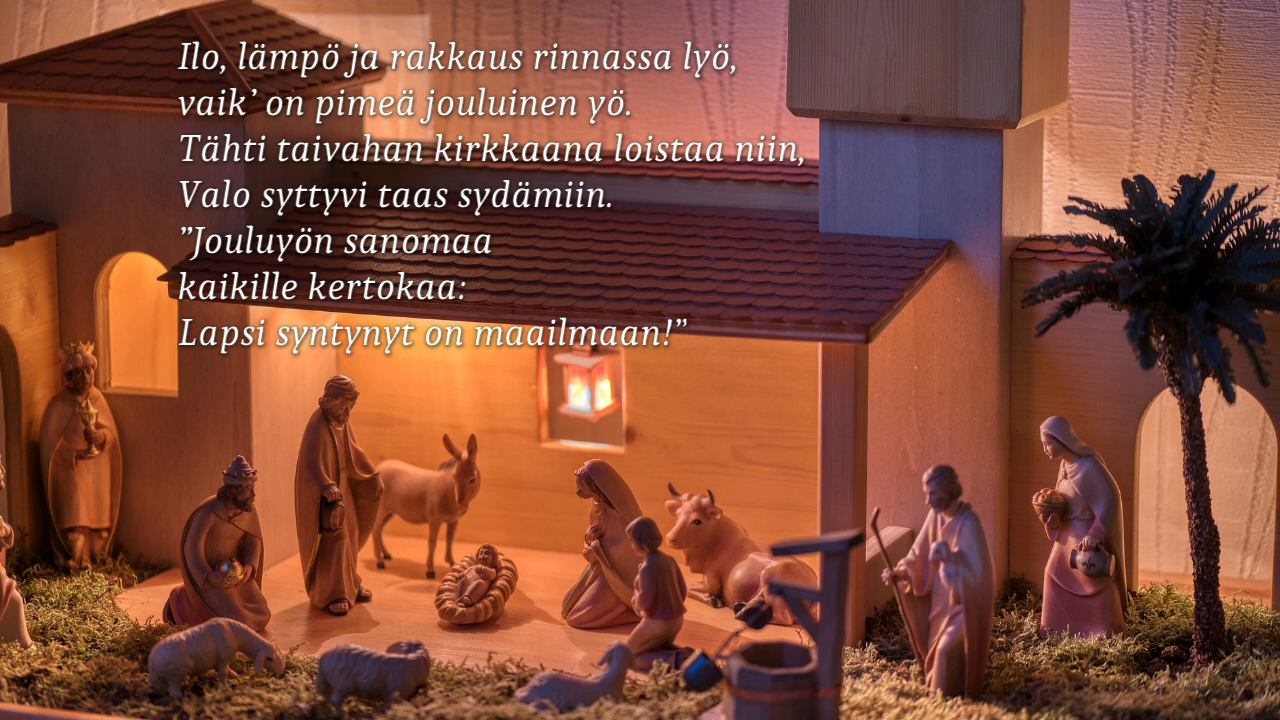 Ilo, lämpö ja rakkaus rinnassa lyö,
vaik’ on pimeä jouluinen yö.
Tähti taivahan kirkkaana loistaa niin,
Valo syttyvi taas sydämiin.
”Jouluyön sanomaa
kaikille kertokaa:
Lapsi syntynyt on maailmaan!”